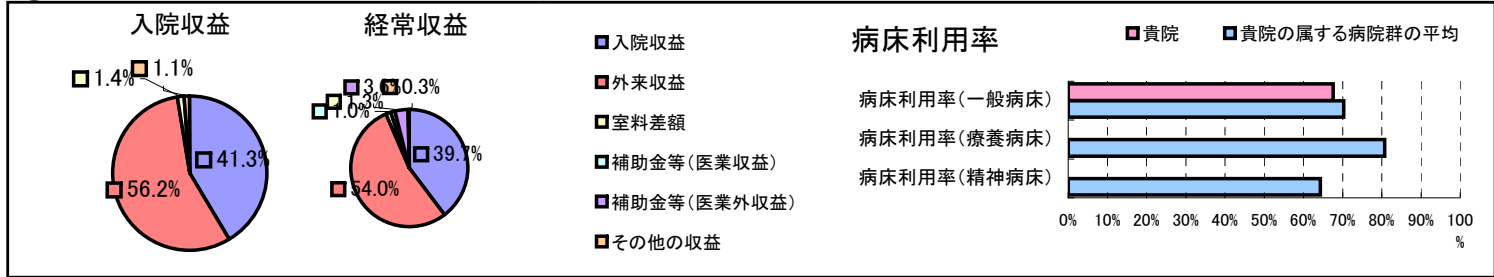 入院収益
1.4%
1.1%
41.3%
56.2%
経常収益
3.6%
0.3%
1.3%
1.0%
39.7%
54.0%
入院収益
外来収益
室料差額
補助金等(医業収益)
補助金等(医業外収益)
その他の収益
病床利用率
貴院
貴院の属する病院群の平均
病床利用率(一般病床)
病床利用率(療養病床)
病床利用率(精神病床)
0% 10% 20% 30% 40% 50% 60% 70% 80% 90% 100
%